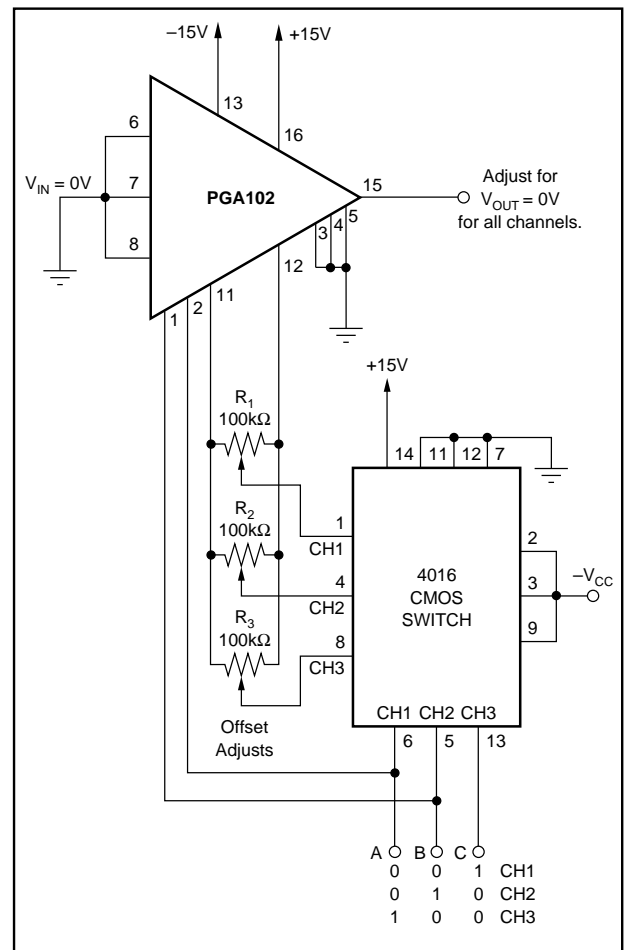 –15V
+15V
13
16
6
7
8
V_IN = 0V
PGA102
15
Adjust for
V_OUT = 0V
for all channels.
3
4
5
12
11
2
1
+15V
R_1
100kΩ
14
11
12
7
1
CH1
R_2
100kΩ
4
CH2
R_3
100kΩ
8
CH3
4016
CMOS
SWITCH
2
3
9
–V_CC
Offset
Adjusts
CH1 CH2 CH3
6
5
13
A B C
0 0 1 CH1
0 1 0 CH2
1 0 0 CH3